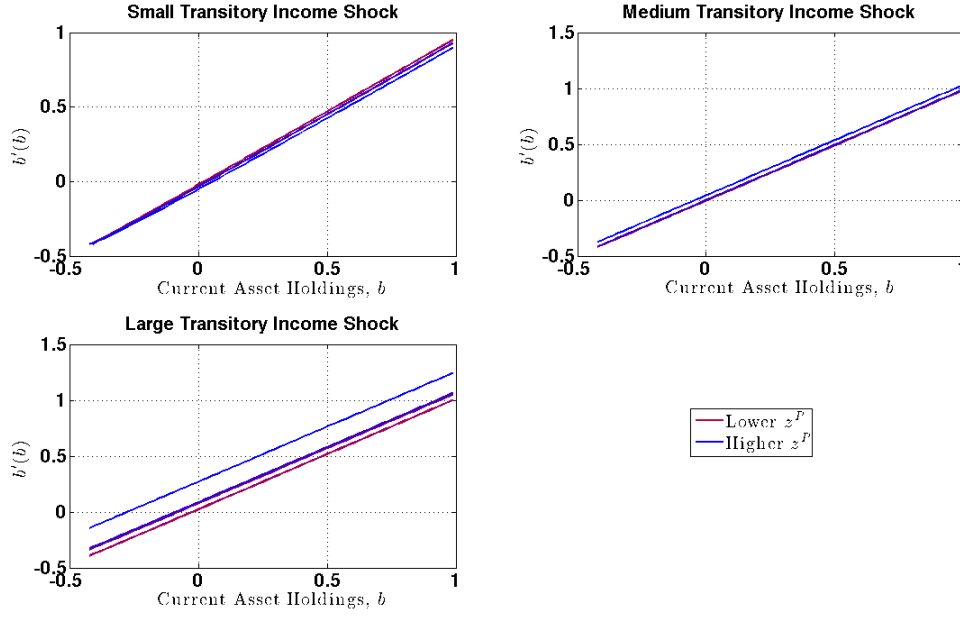 Small Transitory Income Shock
1
0.5
0
-0.5
-0.5 0 0.5 1
b′(b)
Current Asset Holdings, b
Medium Transitory Income Shock
1.5
1
0.5
0
-0.5
-0.5 0 0.5 1
b′(b)
Current Asset Holdings, b
Large Transitory Income Shock
1.5
1
0.5
0
-0.5
-0.5 0 0.5 1
b′(b)
Current Asset Holdings, b
Lower z^P
Higher z^P